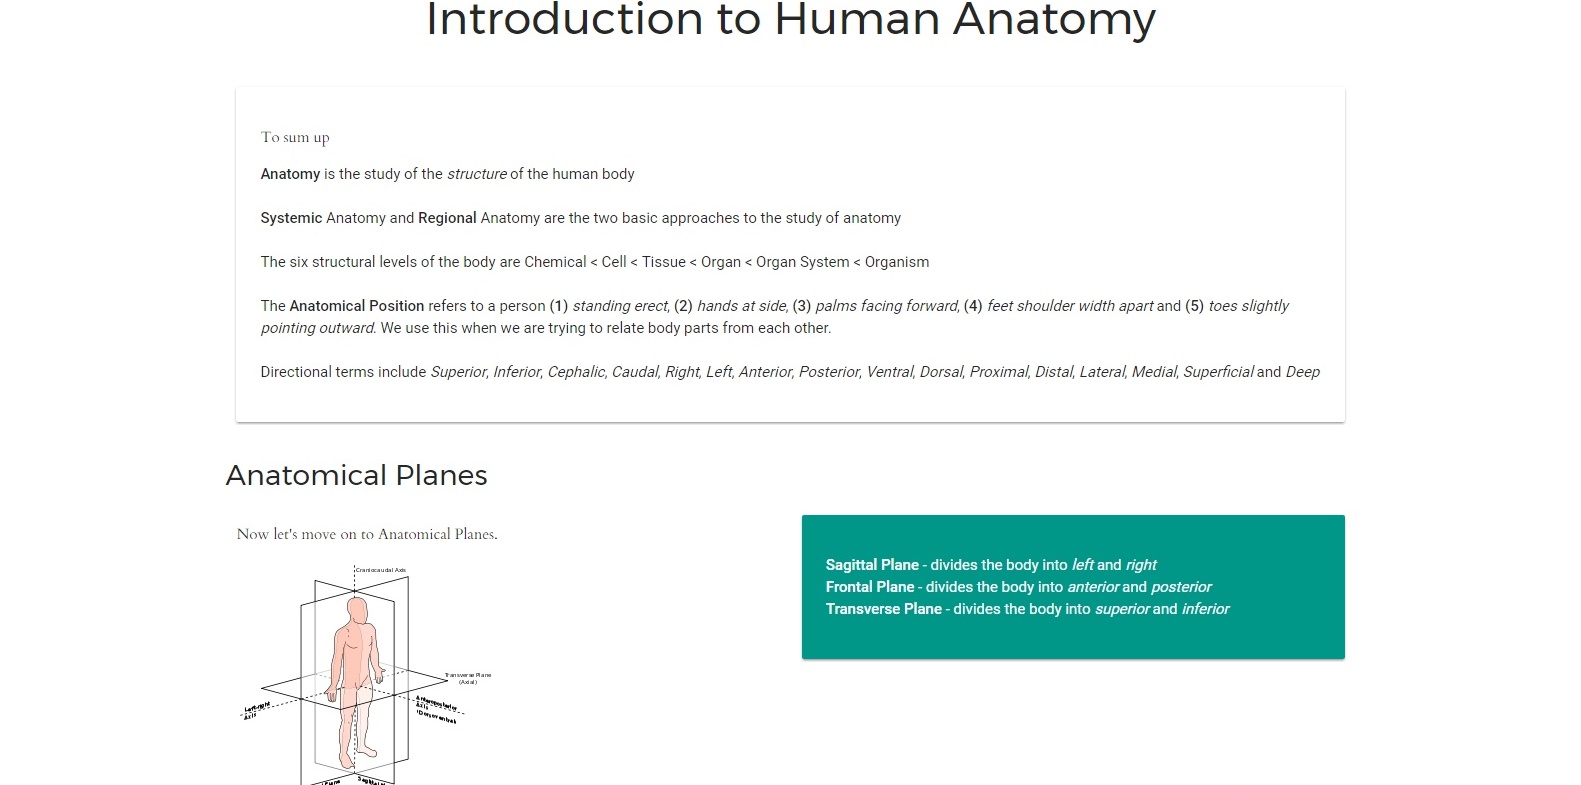 Introduction to Human Anatomy
To sum up
Anatomy is the study of the structure of the human body
Systemic Anatomy and Regional Anatomy are the two basic approaches to the study of anatomy
The six structural levels of the body are Chemical < Cell < Tissue < Organ < Organ System < Organism
The Anatomical Position refers to a person (1) standing erect, (2) hands at side, (3) palms facing forward, (4) feet shoulder width apart and (5) toes slightly
pointing outward. We use this when we are trying to relate body parts from each other.
Directional terms include Superior, Inferior, Cephalic, Caudal, Right, Left, Anterior, Posterior, Ventral, Dorsal, Proximal, Distal, Lateral, Medial, Superficial and Deep
Anatomical Planes
Now let's move on to Anatomical Planes.
Sagittal Plane - divides the body into left and right
Frontal Plane - divides the body into anterior and posterior
Transverse Plane - divides the body into superior and inferior
Craniocaudal Axis
Transverse Plane
(Axial)
Left-right
Axis
Axis